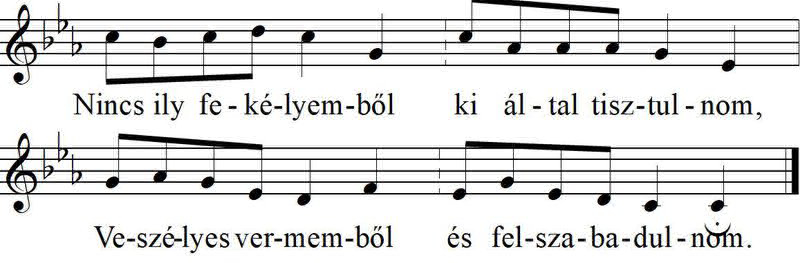 Nincs ily fe-ké-lyem-ből ki ál-tal tisz-tul-nom,
Ve-szé-lyes ver-mem-ből és fel-sza-ba-dul-nom.